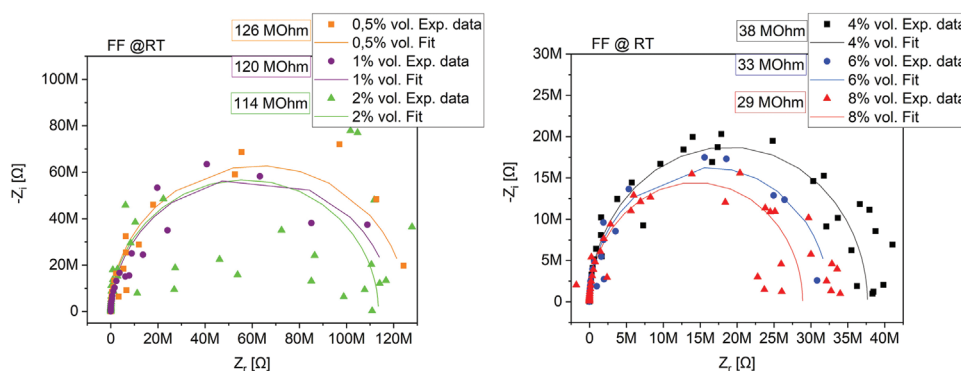 FF @RT
126 MOhm
120 MOhm
114 MOhm
0,5% vol. Exp. data
0,5% vol. Fit
1% vol. Exp. data
1% vol. Fit
2% vol. Exp. data
2% vol. Fit
100M
80M
60M
40M
20M
0
-Zi [Ω]
0
20M
40M
60M
80M
100M
120M
Zr [Ω]
FF @ RT
38 MOhm
33 MOhm
29 MOhm
4% vol. Exp. data
4% vol. Fit
6% vol. Exp. data
6% vol. Fit
8% vol. Exp. data
8% vol. Fit
30M
25M
20M
15M
10M
5M
0
-Zi [Ω]
0
5M
10M
15M
20M
25M
30M
35M
40M
Zr [Ω]